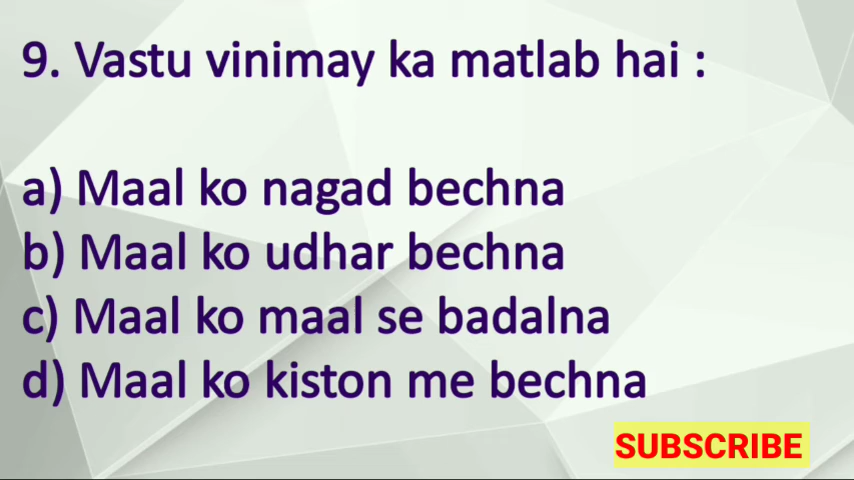 9. Vastu vinimay ka matlab hai :
a) Maal ko nagad bechna
b) Maal ko udhar bechna
c) Maal ko maal se badalna
d) Maal ko kiston me bechna
SUBSCRIBE